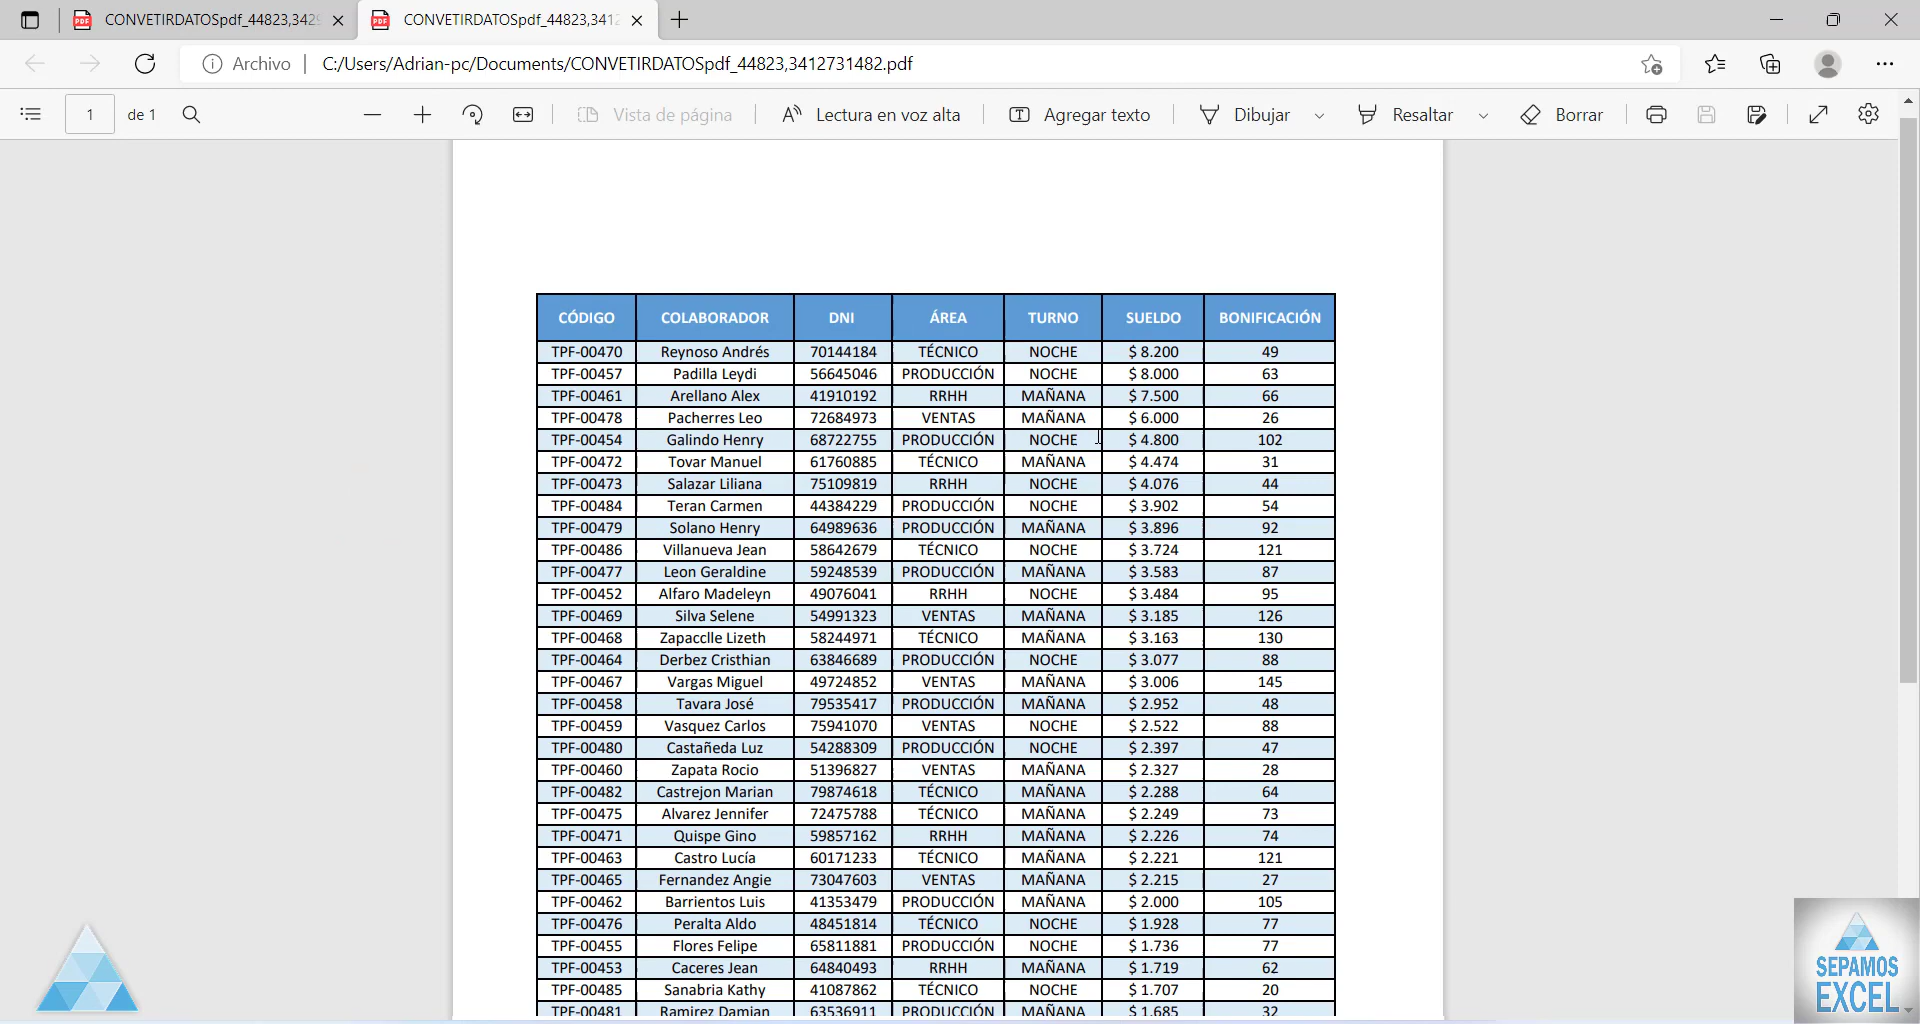 CONVETIRDATOSpdf_44823,3429
CONVETIRDATOSpdf_44823,3412
Archivo
C:/Users/Adrian-pc/Documents/CONVETIRDATOSpdf_44823,3412731482.pdf
1 de 1 Vista de página Lectura en voz alta Agregar texto Dibujar Resaltar Borrar
CÓDIGO COLABORADOR DNI ÁREA TURNO SUELDO BONIFICACIÓN
TPF-00470 Reynoso Andrés 70144184 TÉCNICO NOCHE $ 8.200 49
TPF-00457 Padilla Leydi 56645046 PRODUCCIÓN NOCHE $ 8.000 63
TPF-00461 Arellano Alex 41910192 RRHH MAÑANA $ 7.500 66
TPF-00478 Pacherres Leo 72684973 VENTAS MAÑANA $ 6.000 26
TPF-00454 Galindo Henry 68722755 PRODUCCIÓN NOCHE $ 4.800 102
TPF-00472 Tovar Manuel 61760885 TÉCNICO MAÑANA $ 4.474 31
TPF-00473 Salazar Liliana 75109819 RRHH NOCHE $ 4.076 44
TPF-00484 Teran Carmen 44384229 PRODUCCIÓN NOCHE $ 3.902 54
TPF-00479 Solano Henry 64989636 PRODUCCIÓN MAÑANA $ 3.896 92
TPF-00486 Villanueva Jean 58642679 TÉCNICO NOCHE $ 3.724 121
TPF-00477 Leon Geraldine 59248539 PRODUCCIÓN MAÑANA $ 3.583 87
TPF-00452 Alfaro Madeleyn 49076041 RRHH NOCHE $ 3.484 95
TPF-00469 Silva Selene 54991323 VENTAS MAÑANA $ 3.185 126
TPF-00468 Zapacclle Lizeth 58244971 TÉCNICO MAÑANA $ 3.163 130
TPF-00464 Derbez Cristhian 63846689 PRODUCCIÓN NOCHE $ 3.077 88
TPF-00467 Vargas Miguel 49724852 VENTAS MAÑANA $ 3.006 145
TPF-00458 Tavara José 79535417 PRODUCCIÓN MAÑANA $ 2.952 48
TPF-00459 Vasquez Carlos 75941070 VENTAS NOCHE $ 2.522 88
TPF-00480 Castañeda Luz 54288309 PRODUCCIÓN NOCHE $ 2.397 47
TPF-00460 Zapata Rocio 51396827 VENTAS MAÑANA $ 2.327 28
TPF-00482 Castrejon Marian 79874618 TÉCNICO MAÑANA $ 2.288 64
TPF-00475 Alvarez Jennifer 72475788 TÉCNICO MAÑANA $ 2.249 73
TPF-00471 Quispe Gino 59857162 RRHH MAÑANA $ 2.226 74
TPF-00463 Castro Lucía 60171233 TÉCNICO MAÑANA $ 2.221 121
TPF-00465 Fernandez Angie 73047603 VENTAS MAÑANA $ 2.215 27
TPF-00462 Barrientos Luis 41353479 PRODUCCIÓN MAÑANA $ 2.000 105
TPF-00476 Peralta Aldo 48451814 TÉCNICO NOCHE $ 1.928 77
TPF-00455 Flores Felipe 65811881 PRODUCCIÓN NOCHE $ 1.736 77
TPF-00453 Caceres Jean 64840493 RRHH MAÑANA $ 1.719 62
TPF-00485 Sanabria Kathy 41087862 TÉCNICO NOCHE $ 1.707 20
TPF-00481 Ramirez Damian 63536911 PRODUCCIÓN MAÑANA $ 1.685 32
SEPAMOS
EXCEL